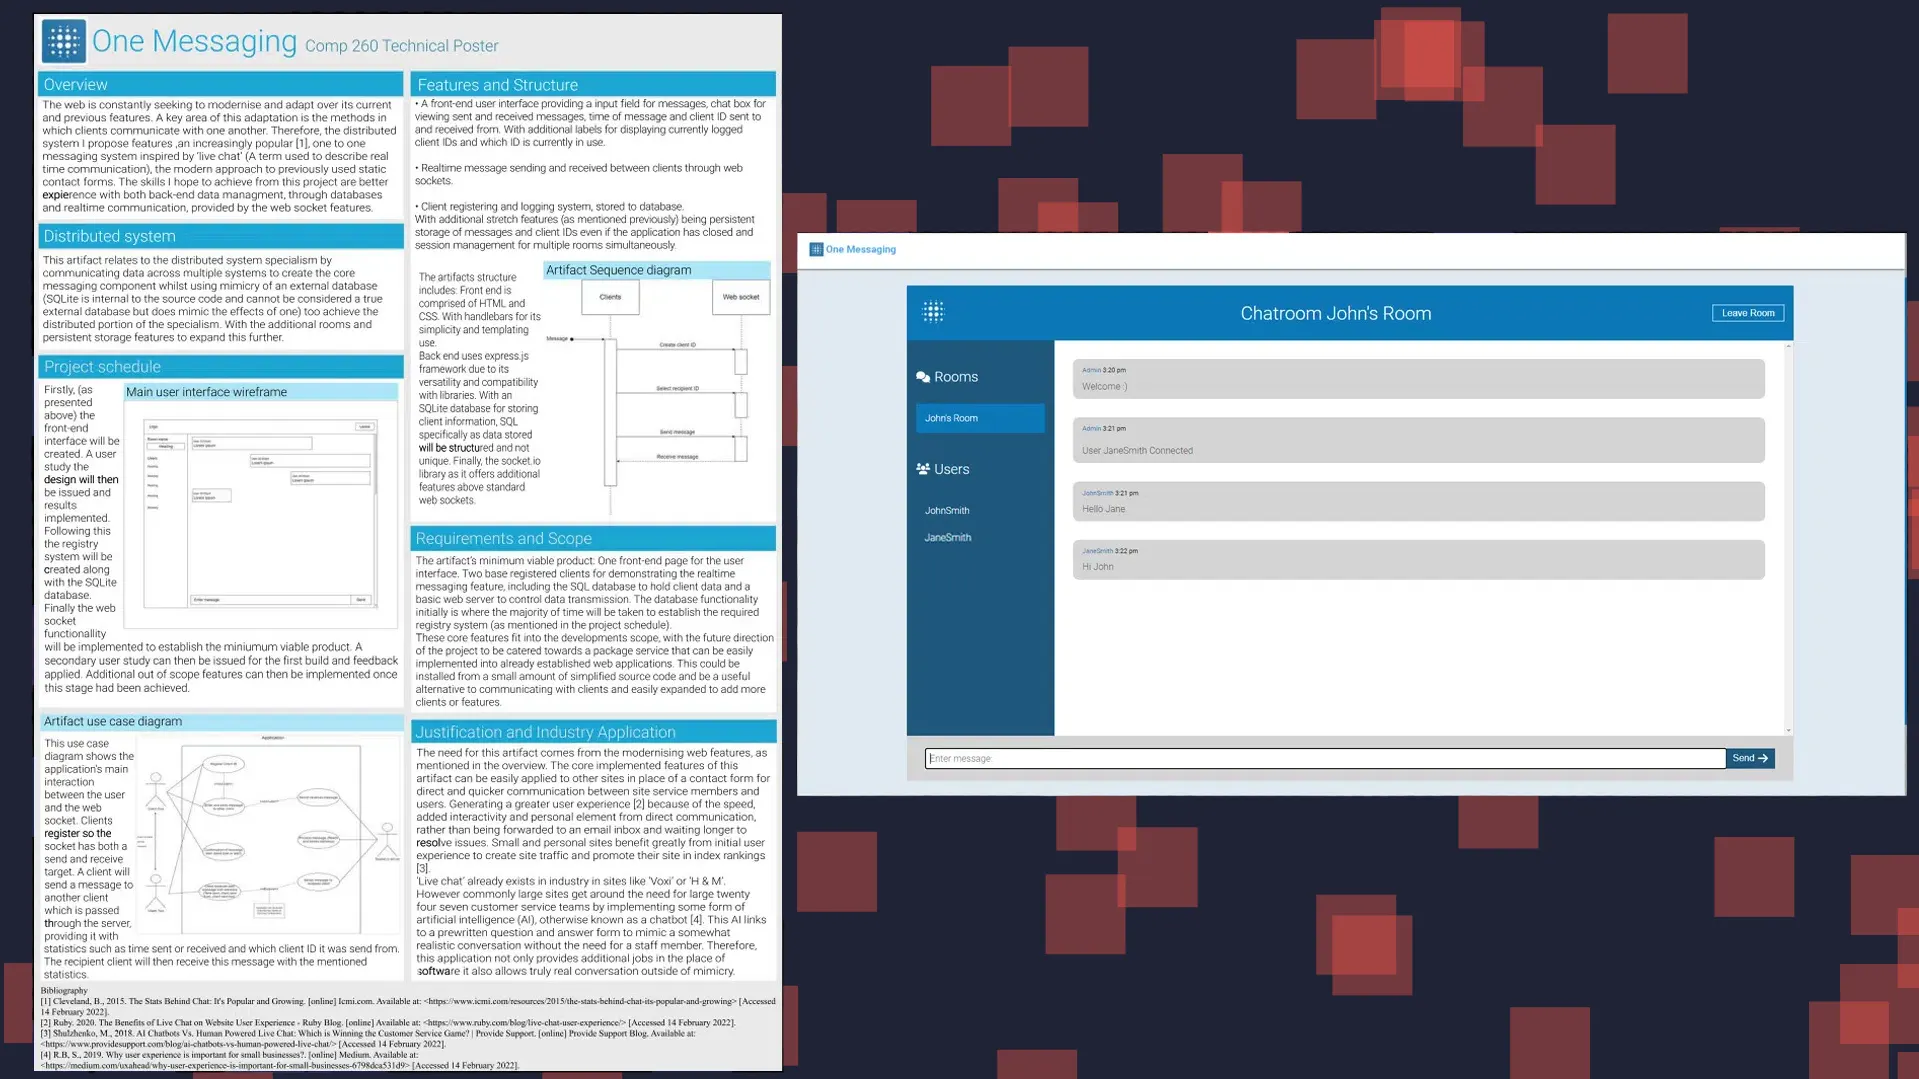 One Messaging Comp 260 Technical Poster
Overview
The web is constantly seeking to modernise and adapt over its current
and previous features. A key area of this adaptation is the methods in
which clients communicate with one another. Therefore, the distributed
system I propose features ,an increasingly popular [1], one to one
messaging system inspired by 'live chat' (A term used to describe real
time communication), the modern approach to previously used static
contact forms. The skills I hope to achieve from this project are better
expierence with both back-end data managment, through databases
and realtime communication, provided by the web socket features.
Distributed system
This artifact relates to the distributed system specialism by
communicating data across multiple systems to create the core
messaging component whilst using mimicry of an external database
(SQLite is internal to the source code and cannot be considered a true
external database but does mimic the effects of one) too achieve the
distributed portion of the specialism. With the additional rooms and
persistent storage features to expand this further.
Project schedule
Firstly, (as
presented
above) the
front-end
interface will be
created. A user
study the
design will then
be issued and
results
implemented.
Following this
the registry
system will be
created along
with the SQLite
database.
Finally the web
socket
functionallity
will be implemented to establish the miniumum viable product. A
secondary user study can then be issued for the first build and feedback
applied. Additional out of scope features can then be implemented once
this stage had been achieved.
Main user interface wireframe
Logo
Leave
Enter message
Send
Artifact use case diagram
This use case
diagram shows the
application's main
interaction
between the user
and the web
socket. Clients
register so the
socket has both a
send and receive
target. A client will
send a message to
another client
which is passed
through the server,
providing it with
statistics such as time sent or received and which client ID it was send from.
The recipient client will then receive this message with the mentioned
statistics.
Application
Features and Structure
• A front-end user interface providing a input field for messages, chat box for
viewing sent and received messages, time of message and client ID sent to
and received from. With additional labels for displaying currently logged
client IDs and which ID is currently in use.
• Realtime message sending and received between clients through web
sockets.
• Client registering and logging system, stored to database.
With additional stretch features (as mentioned previously) being persistent
storage of messages and client IDs even if the application has closed and
session management for multiple rooms simultaneously.
The artifacts structure
includes: Front end is
comprised of HTML and
CSS. With handlebars for its
simplicity and templating
use.
Back end uses express.js
framework due to its
versatility and compatibility
with libraries. With an
SQLite database for storing
client information, SQL
specifically as data stored
will be structured and not
unique. Finally, the socket.io
library as it offers additional
features above standard
web sockets.
Artifact Sequence diagram
Clients
Web socket
Message
Create client ID
Select recipient ID
Send message
Receive message
Requirements and Scope
The artifact's minimum viable product: One front-end page for the user
interface. Two base registered clients for demonstrating the realtime
messaging feature, including the SQL database to hold client data and a
basic web server to control data transmission. The database functionality
initially is where the majority of time will be taken to establish the required
registry system (as mentioned in the project schedule).
These core features fit into the developments scope, with the future direction
of the project to be catered towards a package service that can be easily
implemented into already established web applications. This could be
installed from a small amount of simplified source code and be a useful
alternative to communicating with clients and easily expanded to add more
clients or features.
Justification and Industry Application
The need for this artifact comes from the modernising web features, as
mentioned in the overview. The core implemented features of this
artifact can be easily applied to other sites in place of a contact form for
direct and quicker communication between site service members and
users. Generating a greater user experience [2] because of the speed,
added interactivity and personal element from direct communication,
rather than being forwarded to an email inbox and waiting longer to
resolve issues. Small and personal sites benefit greatly from initial user
experience to create site traffic and promote their site in index rankings
[3].
'Live chat' already exists in industry in sites like 'Voxi' or 'H & M'.
However commonly large sites get around the need for large twenty
four seven customer service teams by implementing some form of
artificial intelligence (AI), otherwise known as a chatbot [4]. This AI links
to a prewritten question and answer form to mimic a somewhat
realistic conversation without the need for a staff member. Therefore,
this application not only provides additional jobs in the place of
software it also allows truly real conversation outside of mimicry.
Bibliography
[1] Cleveland, B., 2015. The Stats Behind Chat: It's Popular and Growing. [online] Icmi.com. Available at: <https://www.icmi.com/resources/2015/the-stats-behind-chat-its-popular-and-growing> [Accessed
14 February 2022].
[2] Ruby. 2020. The Benefits of Live Chat on Website User Experience - Ruby Blog. [online] Available at: <https://www.ruby.com/blog/live-chat-user-experience/> [Accessed 14 February 2022].
[3] Shulzhenko, M., 2018. AI Chatbots Vs. Human Powered Live Chat: Which is Winning the Customer Service Game? | Provide Support. [online] Provide Support Blog. Available at:
<https://www.providesupport.com/blog/ai-chatbots-vs-human-powered-live-chat/> [Accessed 14 February 2022].
[4] R.B, S., 2019. Why user experience is important for small businesses?. [online] Medium. Available at:
<https://medium.com/uxahead/why-user-experience-is-important-for-small-businesses-6798dca531d9> [Accessed 14 February 2022].
One Messaging
Chatroom John's Room
Leave Room
Rooms
John's Room
Users
JohnSmith
JaneSmith
Admin 3:20 pm
Welcome :)
Admin 3:21 pm
User JaneSmith Connected
JohnSmith 3:21 pm
Hello Jane
JaneSmith 3:22 pm
Hi John
Enter message
Send